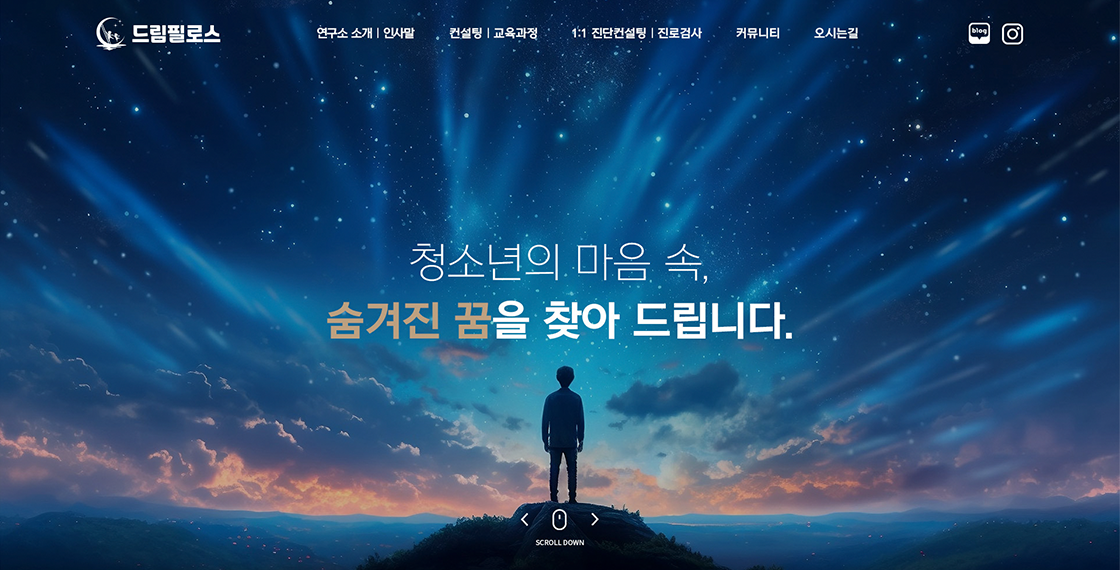 드림필로스
연구소 소개 | 인사말
컨설팅 | 교육과정
1:1 진단컨설팅 | 진로검사
커뮤니티
오시는길
blog
청소년의 마음 속,
숨겨진 꿈을 찾아 드립니다.
SCROLL DOWN